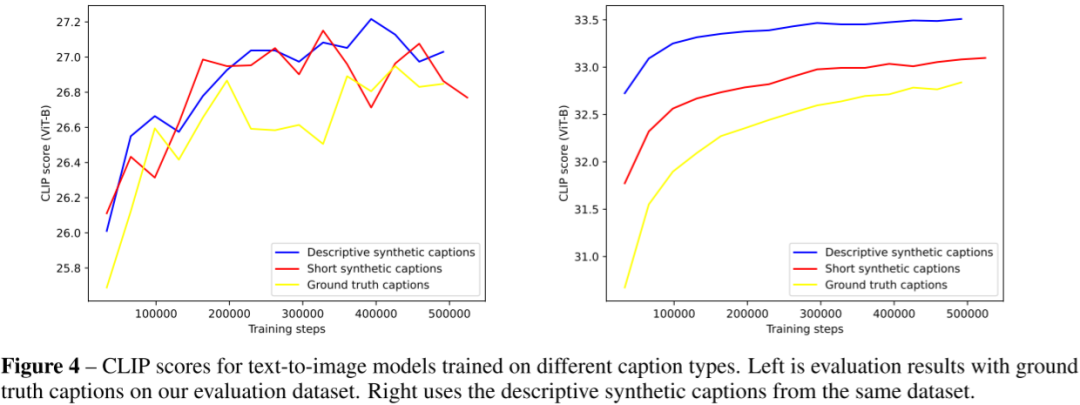 27.2
27.0
26.8
26.6
26.4
26.2
26.0
25.8
CLIP score (ViT-B)
100000 200000 300000 400000 500000
Training steps
Descriptive synthetic captions
Short synthetic captions
Ground truth captions
33.5
33.0
32.5
32.0
31.5
31.0
CLIP score (ViT-B)
100000 200000 300000 400000 500000
Training steps
Descriptive synthetic captions
Short synthetic captions
Ground truth captions
Figure 4 – CLIP scores for text-to-image models trained on different caption types. Left is evaluation results with ground
truth captions on our evaluation dataset. Right uses the descriptive synthetic captions from the same dataset.